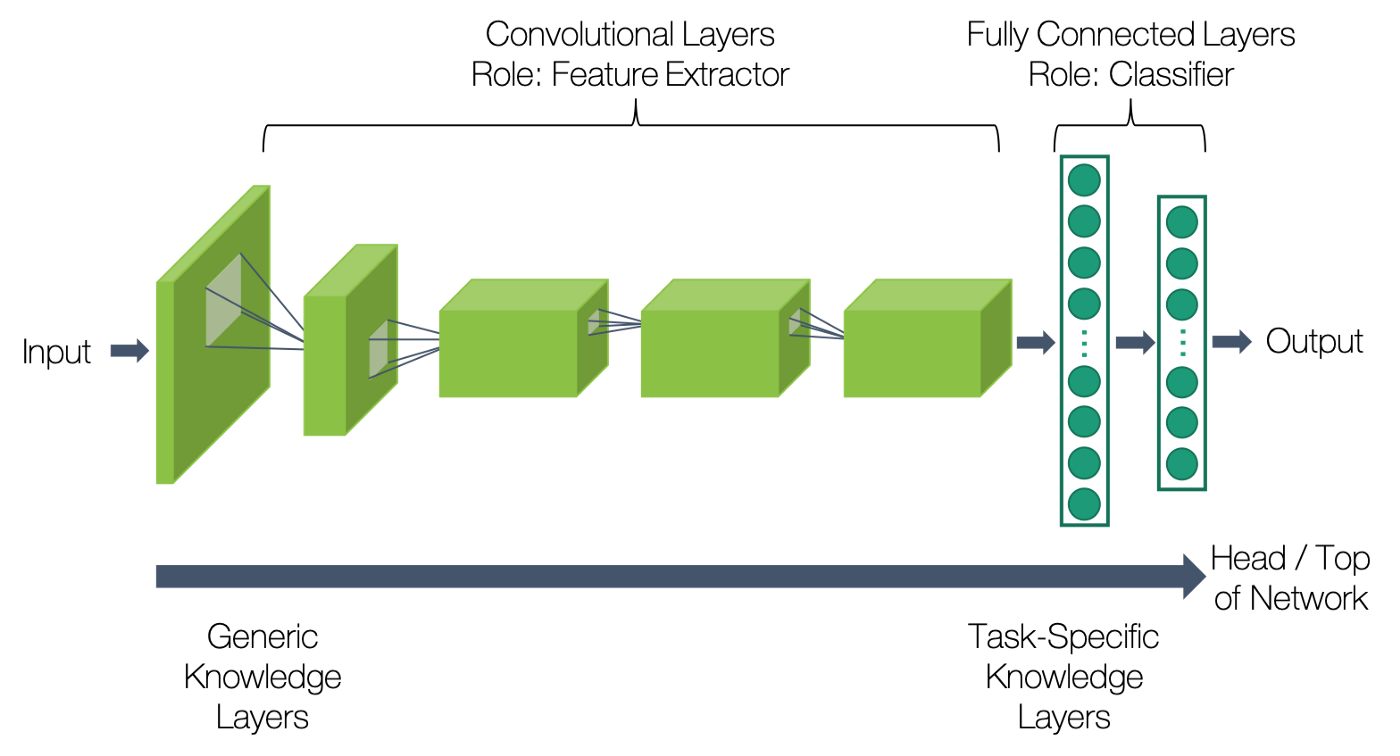 Convolutional Layers
Role: Feature Extractor
Fully Connected Layers
Role: Classifier
Input
Output
Head / Top
of Network
Generic
Knowledge
Layers
Task-Specific
Knowledge
Layers